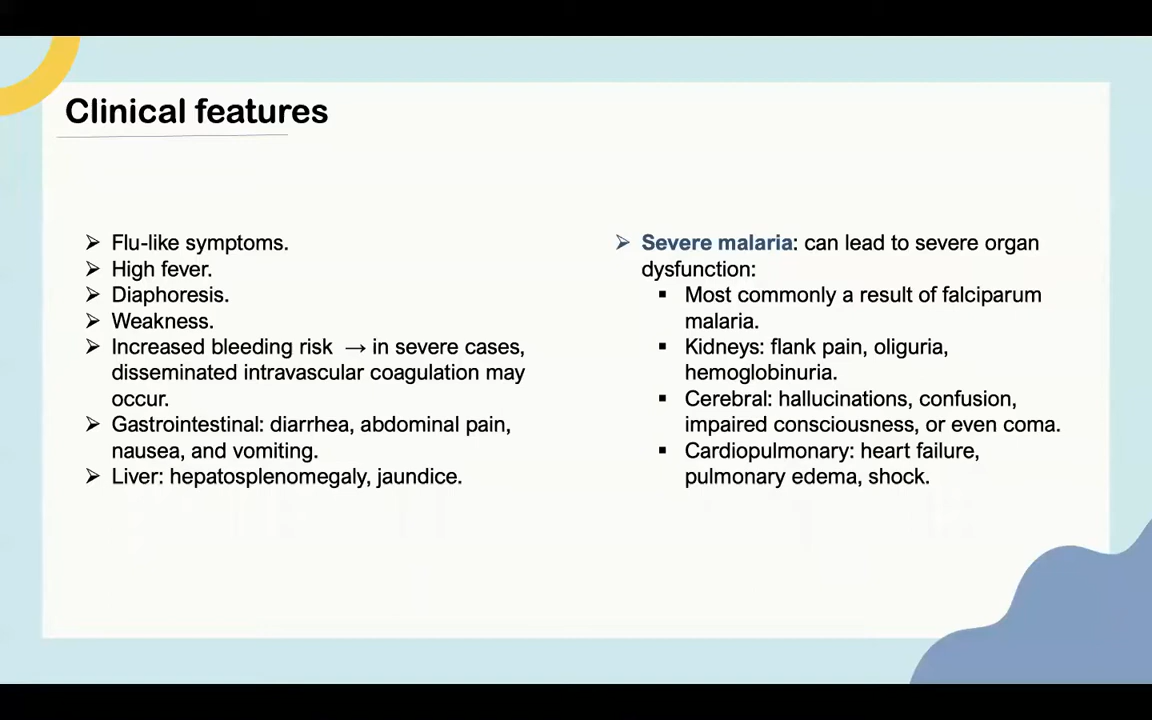 Clinical features
➢ Flu-like symptoms.
➢ High fever.
➢ Diaphoresis.
➢ Weakness.
➢ Increased bleeding risk → in severe cases,
disseminated intravascular coagulation may
occur.
➢ Gastrointestinal: diarrhea, abdominal pain,
nausea, and vomiting.
➢ Liver: hepatosplenomegaly, jaundice.
➢ Severe malaria: can lead to severe organ
dysfunction:
▪ Most commonly a result of falciparum
malaria.
▪ Kidneys: flank pain, oliguria,
hemoglobinuria.
▪ Cerebral: hallucinations, confusion,
impaired consciousness, or even coma.
▪ Cardiopulmonary: heart failure,
pulmonary edema, shock.